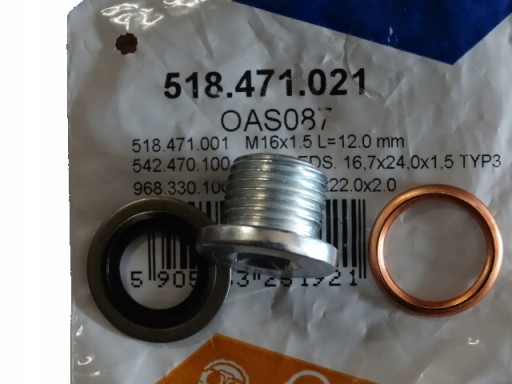 518.471.021
OAS087
518.471.001 M16x1.5 L=12.0 mm
542.470.100 EDS. 16,7x24,0x1,5 TYP3
968.330.100 22.0x2.0
5 905 3 251921